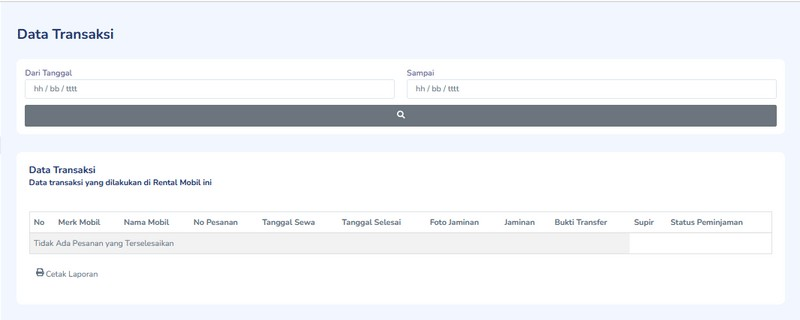 Data Transaksi
Dari Tanggal
Sampai
hh / bb / tttt
hh / bb / tttt
Data Transaksi
Data transaksi yang dilakukan di Rental Mobil ini
No Merk Mobil Nama Mobil No Pesanan Tanggal Sewa Tanggal Selesai Foto Jaminan Jaminan Bukti Transfer Supir Status Peminjaman
Tidak Ada Pesanan yang Terselesaikan
Cetak Laporan